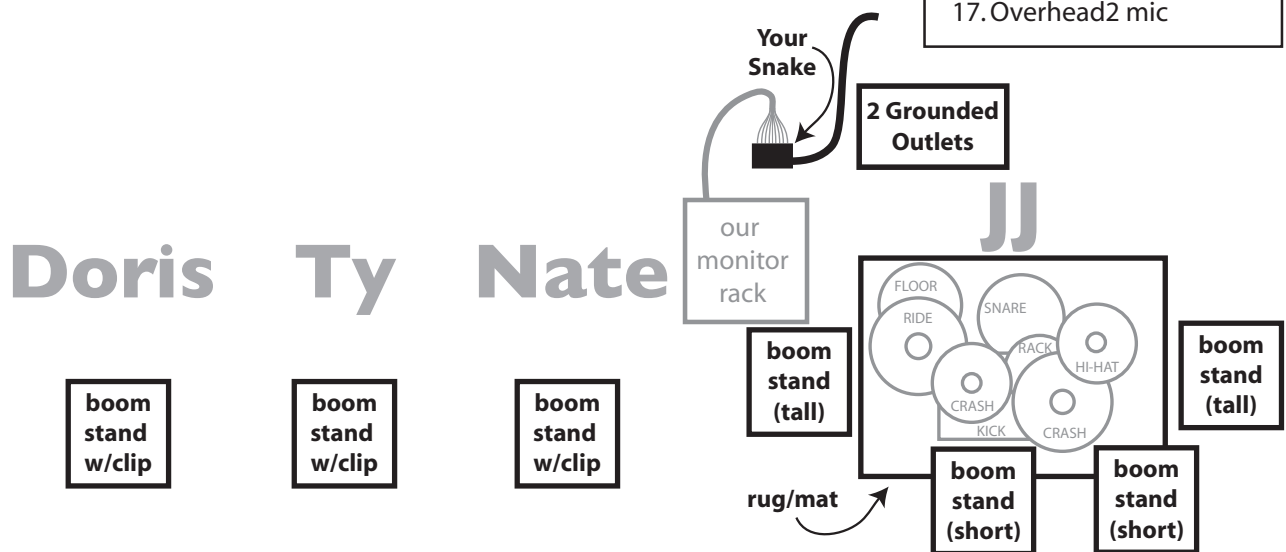 17. Overhead2 mic
Your
Snake
2 Grounded
Outlets
JJ
our
monitor
rack
Doris
Ty
Nate
FLOOR
SNARE
RIDE
RACK
HI-HAT
CRASH
KICK
CRASH
boom
stand
(tall)
boom
stand
(tall)
boom
stand
w/clip
boom
stand
w/clip
boom
stand
w/clip
rug/mat
boom
stand
(short)
boom
stand
(short)